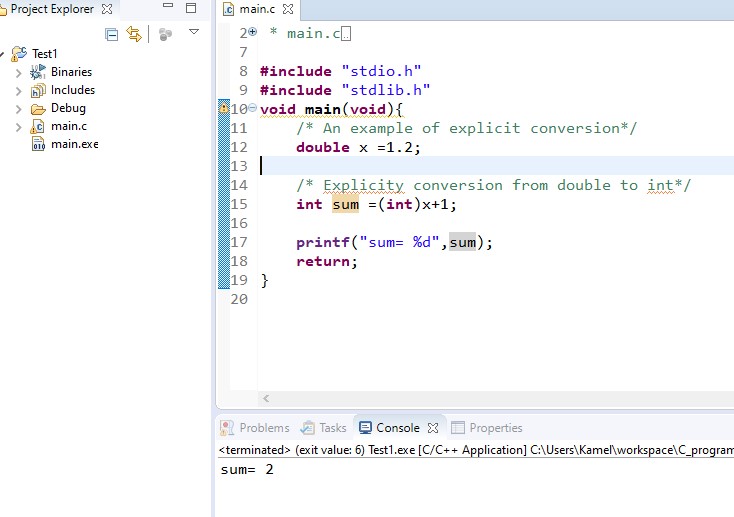 Project Explorer
Test1
Binaries
Includes
Debug
main.c
main.exe
main.c
2 * main.c
7
8 #include "stdio.h"
9 #include "stdlib.h"
10 void main(void){
11 /* An example of explicit conversion*/
12 double x =1.2;
13
14 /* Explicity conversion from double to int*/
15 int sum =(int)x+1;
16
17 printf("sum= %d",sum);
18 return;
19 }
20
Problems Tasks Console Properties
<terminated> (exit value: 6) Test1.exe [C/C++ Application] C:\Users\Kamel\workspace\C_program
sum= 2